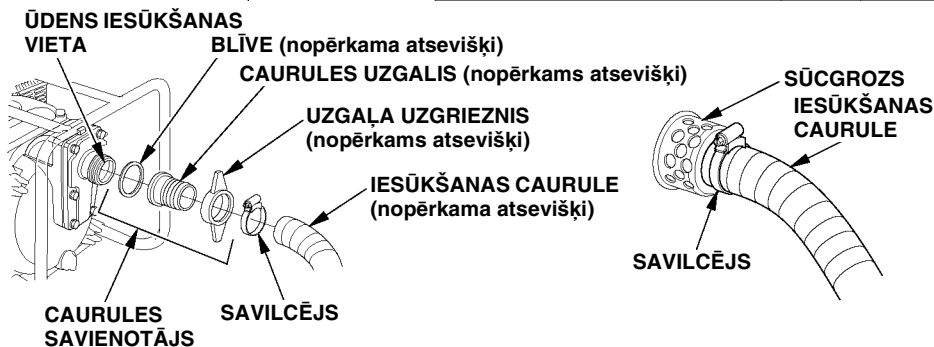 ŪDENS IESŪKŠANAS
VIETA
BLĪVE (nopērkama atsevišķi)
CAURULES UZGALIS (nopērkams atsevišķi)
UZGAĻA UZGRIEZNIS
(nopērkams atsevišķi)
IESŪKŠANAS CAURULE
(nopērkama atsevišķi)
CAURULES
SAVIENOTĀJS
SAVILCĒJS
SŪCGROZS
IESŪKŠANAS
CAURULE
SAVILCĒJS